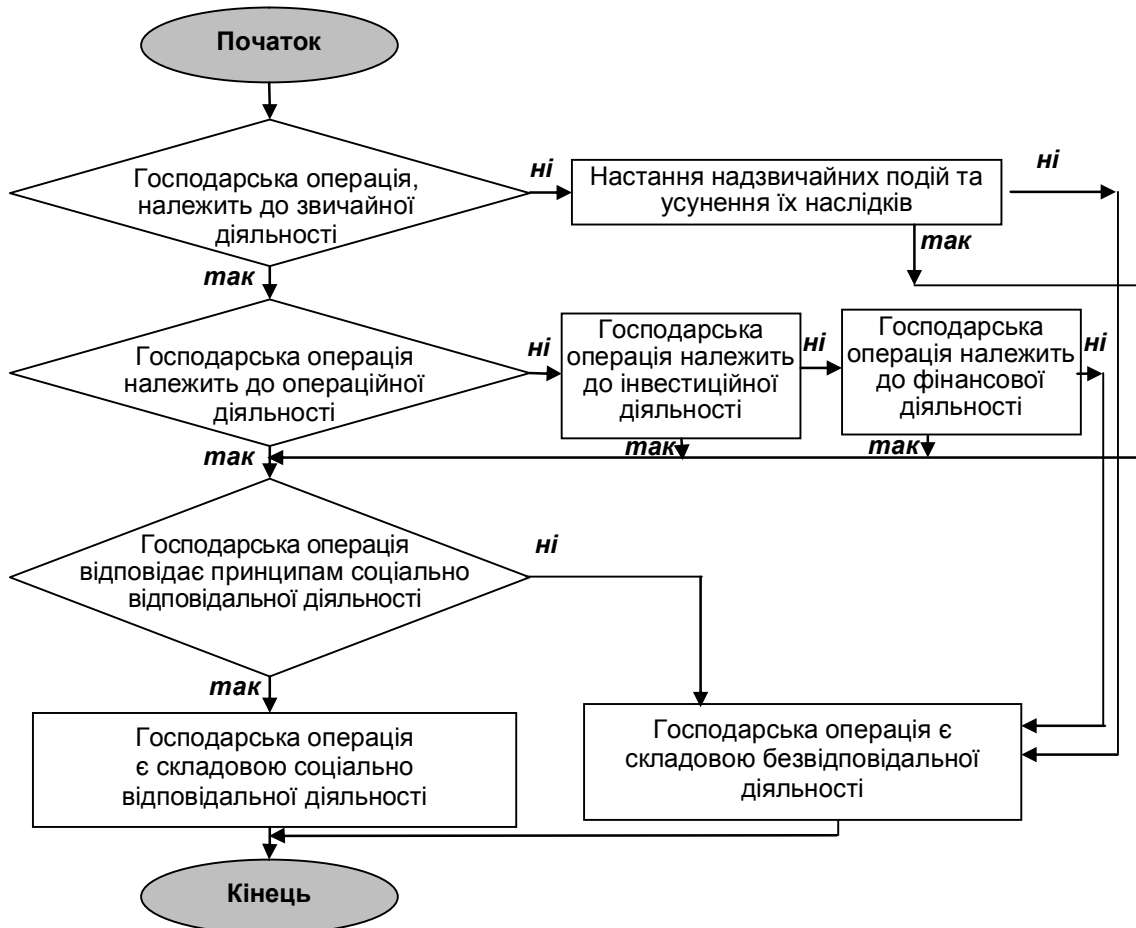 Початок
Господарська операція,
належить до звичайної
діяльності
ні
Настання надзвичайних подій та
усунення їх наслідків
ні
так
так
Господарська операція
належить до операційної
діяльності
ні
Господарська
операція належить
до інвестиційної
діяльності
ні
Господарська
операція належить
до фінансової
діяльності
ні
так
так
так
Господарська операція
відповідає принципам соціально
відповідальної діяльності
ні
так
Господарська операція
є складовою соціально
відповідальної діяльності
Господарська операція є
складовою безвідповідальної
діяльності
Кінець